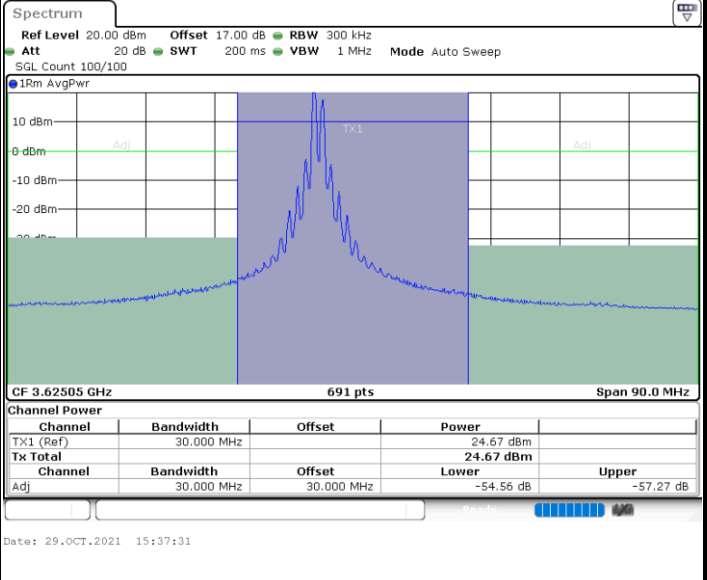 Spectrum
Ref Level 20.00 dBm Offset 17.00 dB RBW 300 kHz
Att 20 dB SWT 200 ms VBW 1 MHz Mode Auto Sweep
SGL Count 100/100
1Rm AvgPwr
10 dBm
TX1
Adj
Adj
0 dBm
-10 dBm
-20 dBm
CF 3.62505 GHz 691 pts Span 90.0 MHz
Channel Power
Channel Bandwidth Offset Power
TX1 (Ref) 30.000 MHz 24.67 dBm
Tx Total 24.67 dBm
Channel Bandwidth Offset Lower Upper
Adj 30.000 MHz 30.000 MHz -54.56 dB -57.27 dB
Ready
Date: 29.OCT.2021 15:37:31